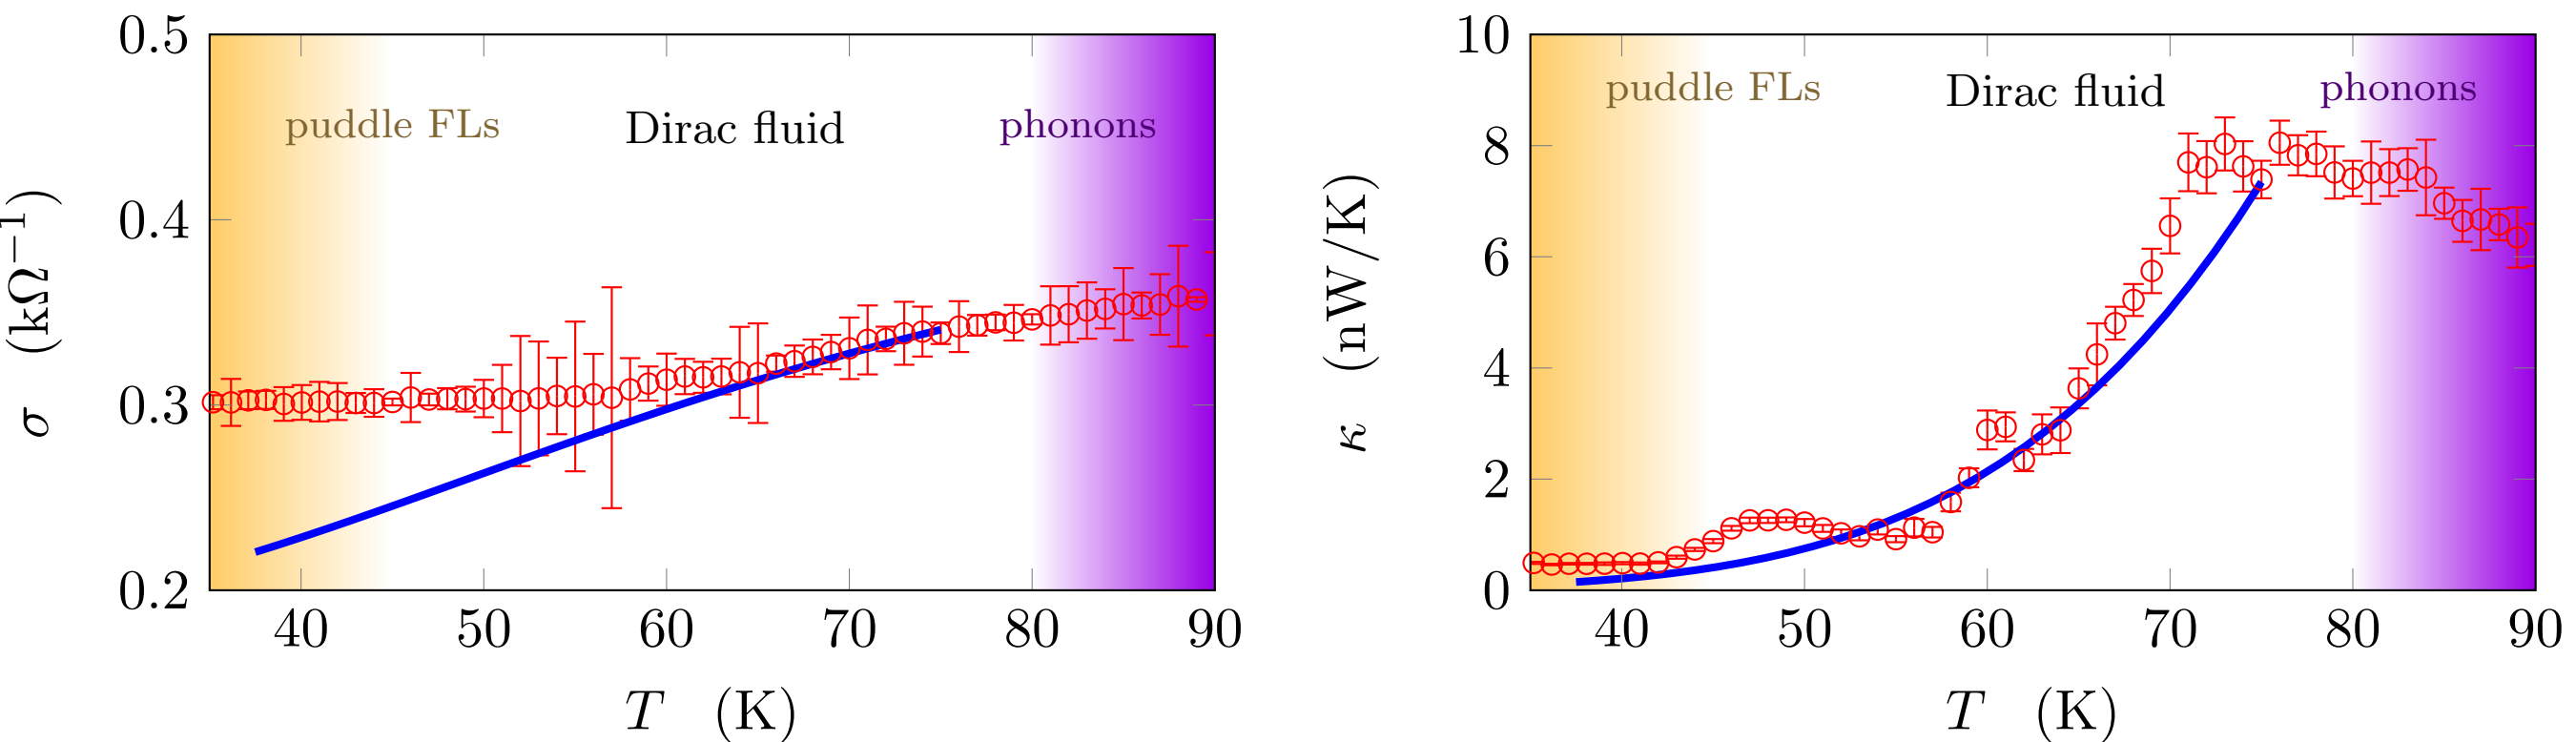 0.5
0.4
0.3
0.2
σ (kΩ⁻¹)
puddle FLs
Dirac fluid
phonons
40 50 60 70 80 90
T (K)
10
8
6
4
2
0
κ (nW/K)
puddle FLs
Dirac fluid
phonons
40 50 60 70 80 90
T (K)